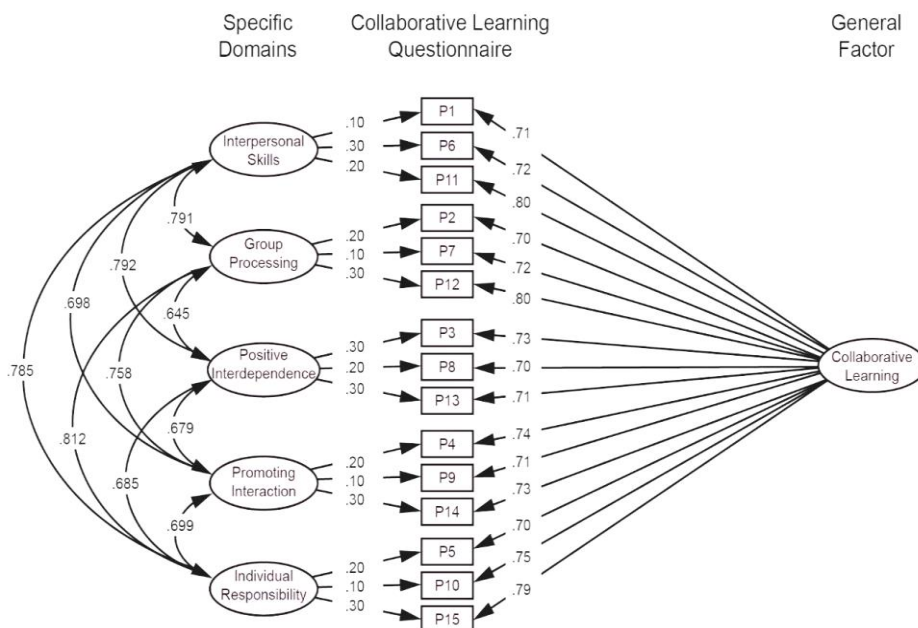 Specific
Domains
Collaborative Learning
Questionnaire
General
Factor
Interpersonal
Skills
Group
Processing
Positive
Interdependence
Promoting
Interaction
Individual
Responsibility
.791
.792
.698
.645
.785
.758
.679
.812
.685
.699
.10
.30
.20
.20
.10
.30
.30
.20
.30
.20
.10
.30
.20
.10
.30
P1
P6
P11
P2
P7
P12
P3
P8
P13
P4
P9
P14
P5
P10
P15
.71
.72
.80
.70
.72
.80
.73
.70
.71
.74
.71
.73
.70
.75
.79
Collaborative
Learning